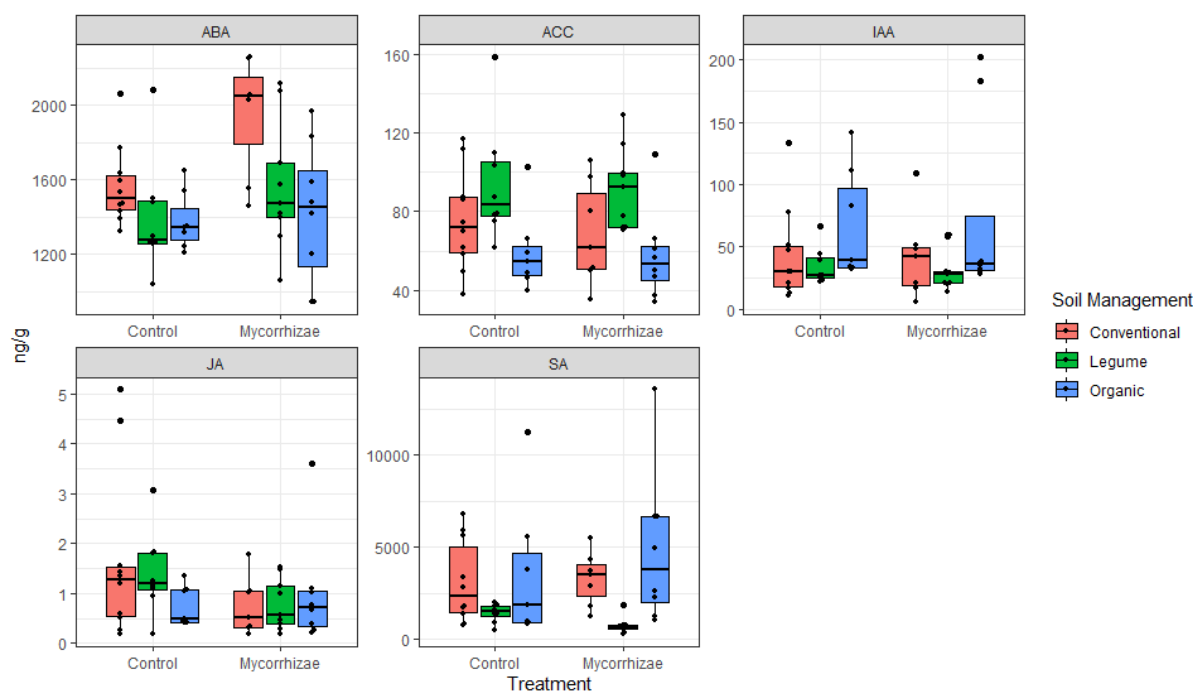 ABA
ACC
IAA
2000
1600
1200
160
120
80
40
200
150
100
50
0
Control
Mycorrhizae
Control
Mycorrhizae
Control
Mycorrhizae
ng/g
JA
SA
5
4
3
2
1
0
10000
5000
0
Control
Mycorrhizae
Control
Mycorrhizae
Treatment
Soil Management
Conventional
Legume
Organic